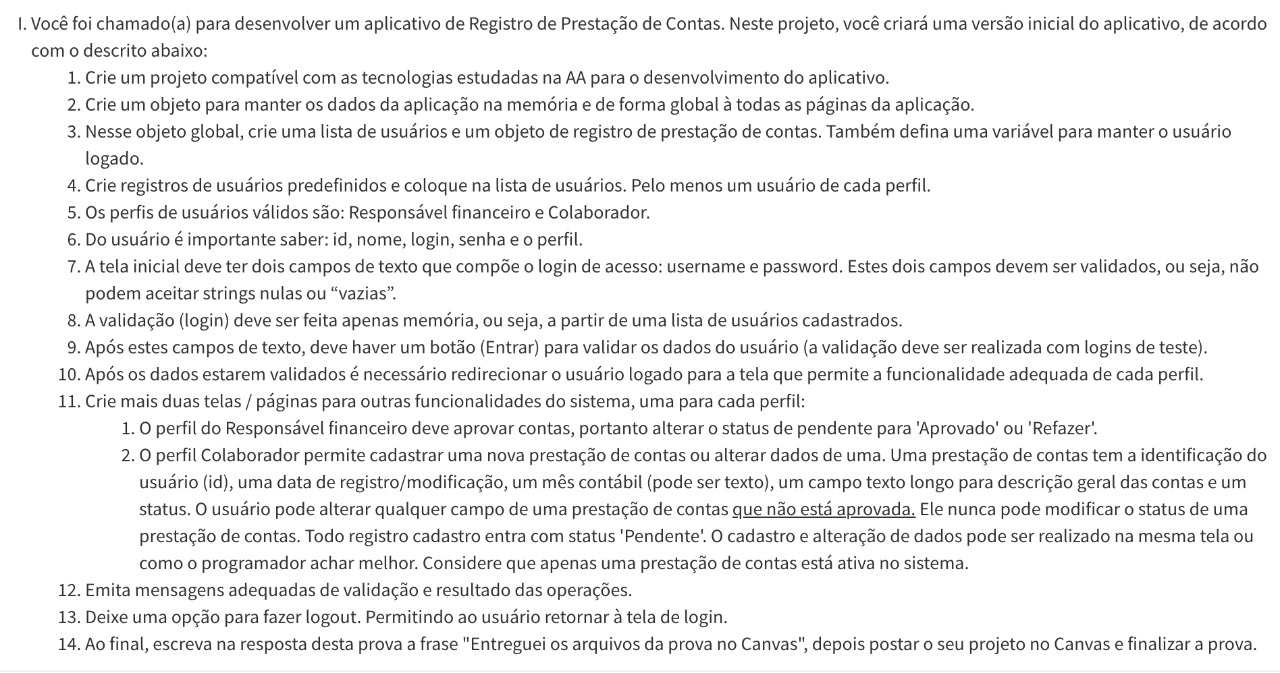 I. Você foi chamado(a) para desenvolver um aplicativo de Registro de Prestação de Contas. Neste projeto, você criará uma versão inicial do aplicativo, de acordo
com o descrito abaixo:
1. Crie um projeto compatível com as tecnologias estudadas na AA para o desenvolvimento do aplicativo.
2. Crie um objeto para manter os dados da aplicação na memória e de forma global à todas as páginas da aplicação.
3. Nesse objeto global, crie uma lista de usuários e um objeto de registro de prestação de contas. Também defina uma variável para manter o usuário
logado.
4. Crie registros de usuários predefinidos e coloque na lista de usuários. Pelo menos um usuário de cada perfil.
5. Os perfis de usuários válidos são: Responsável financeiro e Colaborador.
6. Do usuário é importante saber: id, nome, login, senha e o perfil.
7. A tela inicial deve ter dois campos de texto que compõe o login de acesso: username e password. Estes dois campos devem ser validados, ou seja, não
podem aceitar strings nulas ou “vazias”.
8. A validação (login) deve ser feita apenas memória, ou seja, a partir de uma lista de usuários cadastrados.
9. Após estes campos de texto, deve haver um botão (Entrar) para validar os dados do usuário (a validação deve ser realizada com logins de teste).
10. Após os dados estarem validados é necessário redirecionar o usuário logado para a tela que permite a funcionalidade adequada de cada perfil.
11. Crie mais duas telas / páginas para outras funcionalidades do sistema, uma para cada perfil:
1. O perfil do Responsável financeiro deve aprovar contas, portanto alterar o status de pendente para 'Aprovado' ou 'Refazer'.
2. O perfil Colaborador permite cadastrar uma nova prestação de contas ou alterar dados de uma. Uma prestação de contas tem a identificação do
usuário (id), uma data de registro/modificação, um mês contábil (pode ser texto), um campo texto longo para descrição geral das contas e um
status. O usuário pode alterar qualquer campo de uma prestação de contas que não está aprovada. Ele nunca pode modificar o status de uma
prestação de contas. Todo registro cadastro entra com status 'Pendente'. O cadastro e alteração de dados pode ser realizado na mesma tela ou
como o programador achar melhor. Considere que apenas uma prestação de contas está ativa no sistema.
12. Emita mensagens adequadas de validação e resultado das operações.
13. Deixe uma opção para fazer logout. Permitindo ao usuário retornar à tela de login.
14. Ao final, escreva na resposta desta prova a frase "Entreguei os arquivos da prova no Canvas", depois postar o seu projeto no Canvas e finalizar a prova.